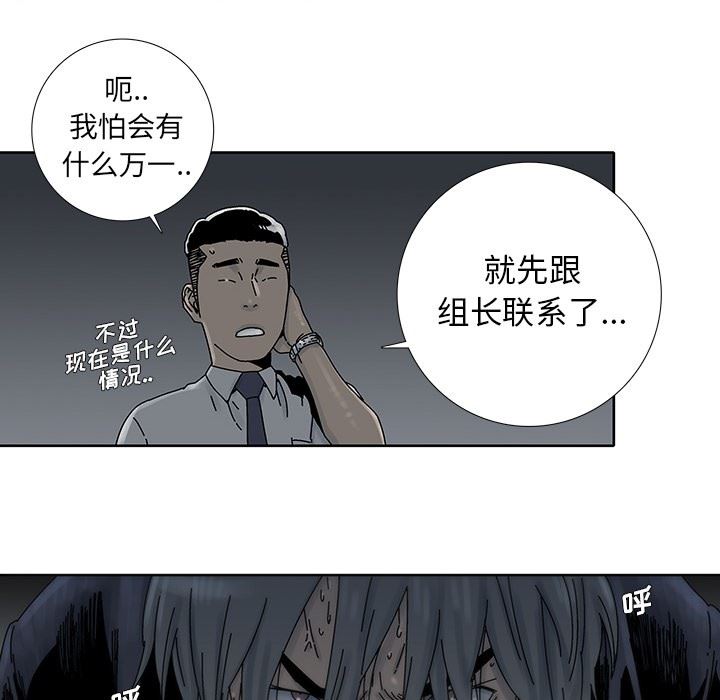 呃..
我怕会有
什么万一..
就先跟
组长联系了...
不过
现在是什么
情况..
呼
呼